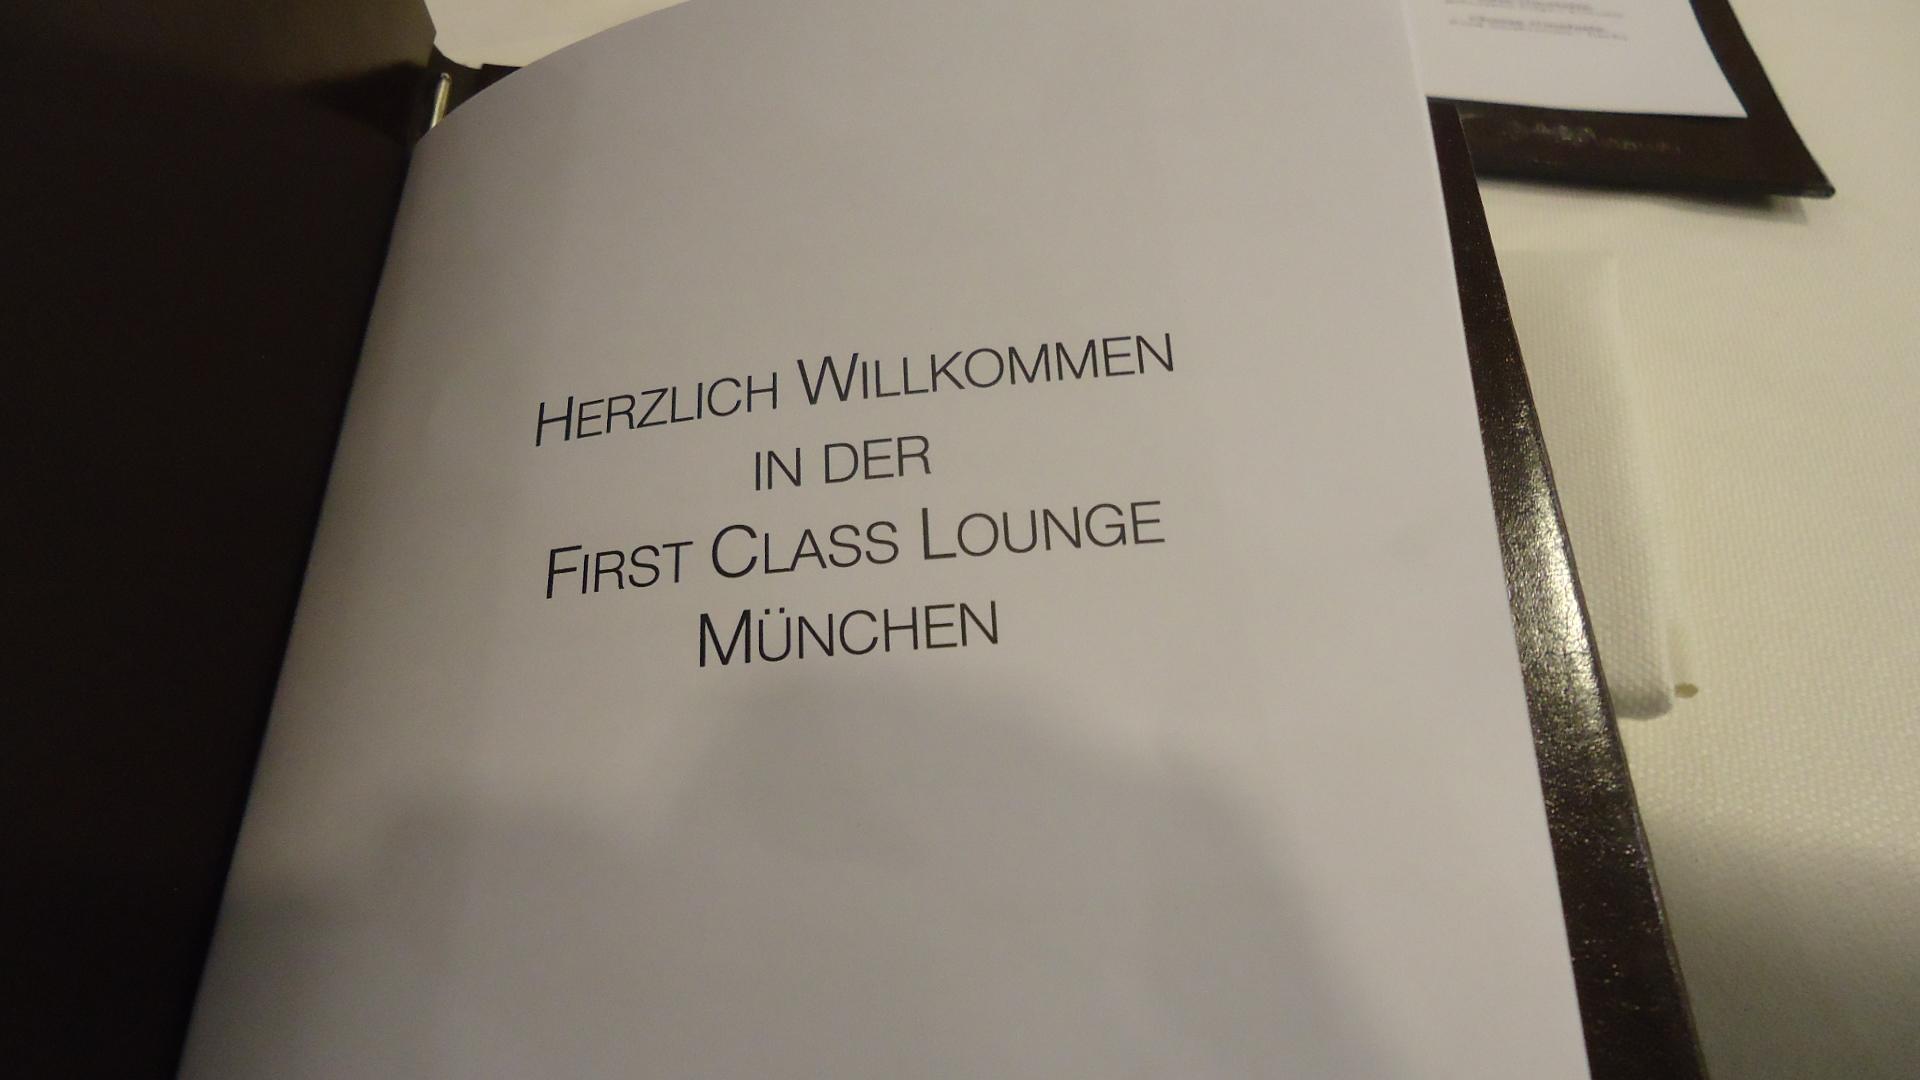 HERZLICH WILLKOMMEN
IN DER
FIRST CLASS LOUNGE
MÜNCHEN